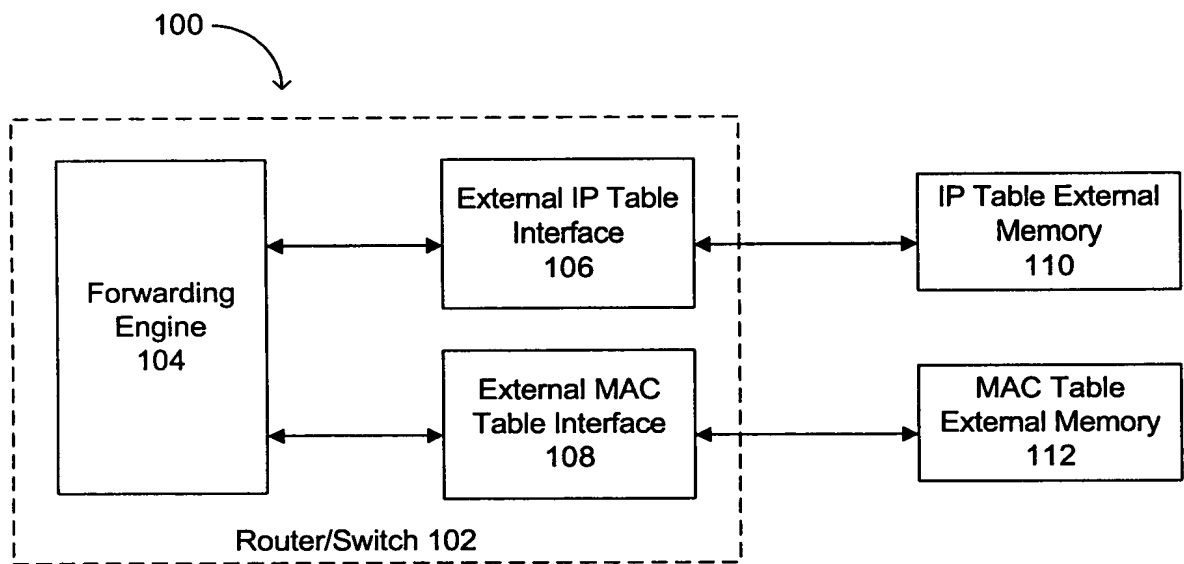 100
External IP Table
Interface
106
IP Table External
Memory
110
Forwarding
Engine
104
External MAC
Table Interface
108
MAC Table
External Memory
112
Router/Switch 102